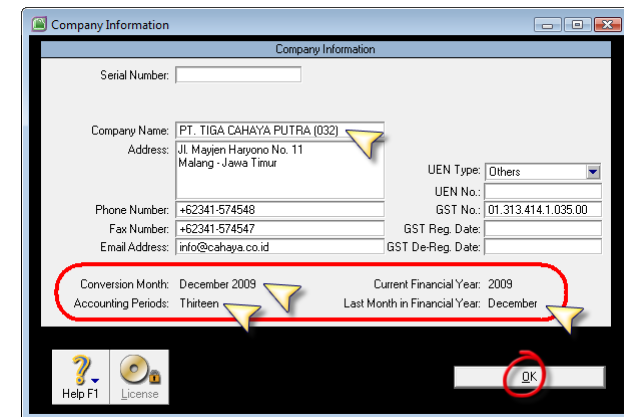 Company Information
Company Information
Serial Number:
Company Name: PT. TIGA CAHAYA PUTRA (032)
Address: Jl. Mayjen Haryono No. 11
Malang - Jawa Timur
UEN Type: Others
UEN No.:
Phone Number: +62341-574548
GST No.: 01.313.414.1.035.00
Fax Number: +62341-574547
GST Reg. Date:
Email Address: info@cahaya.co.id
GST De-Reg. Date:
Conversion Month: December 2009
Current Financial Year: 2009
Accounting Periods: Thirteen
Last Month in Financial Year: December
Help F1
License
OK